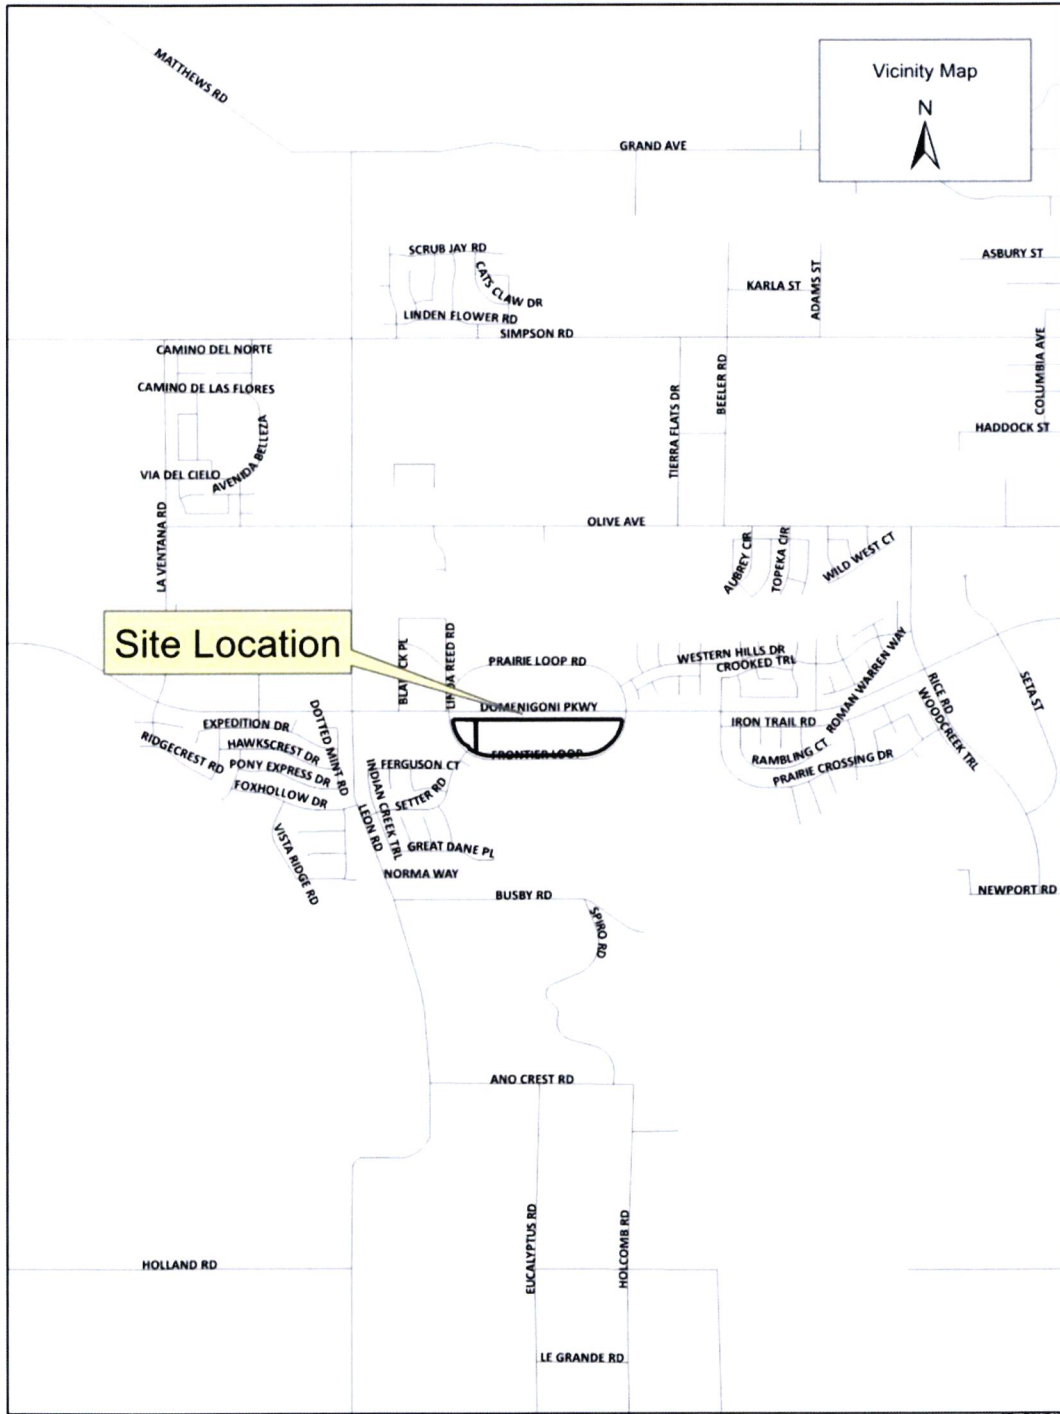 MATTHEWS RD
Vicinity Map
N
GRAND AVE
SCRUB JAY RD
ASBURY ST
CATS CLAW DR
KARLA ST
ADAMS ST
LINDEN FLOWER RD
SIMPSON RD
CAMINO DEL NORTE
CAMINO DE LAS FLORES
BEELER RD
COLUMBIA AVE
TIERRA FLATS DR
HADDOCK ST
AVENIDA BELLEZA
VIA DEL CIELO
LA VENTANA RD
OLIVE AVE
AUBREY CIR
TOPEKA CIR
WILD WEST CT
Site Location
LINDA REED RD
PRAIRIE LOOP RD
WESTERN HILLS DR
CROOKED TRL
ROMAN WARREN WAY
RICE RD
SETA ST
DOMENIGONI PKWY
IRON TRAIL RD
WOODCREEK TRL
EXPEDITION DR
DOTTED MINT RD
HAWKSCREST DR
RIDGECREST RD
FRONTIER LOOP
RAMBLING CT
PRAIRIE CROSSING DR
PONY EXPRESS DR
FERGUSON CT
INDIAN CREEK TRL
FOXHOLLOW DR
SETTER RD
LEON RD
VISTA RIDGE RD
GREAT DANE PL
NORMA WAY
NEWPORT RD
BUSBY RD
SPIRO RD
ANO CREST RD
EUCALYPTUS RD
HOLCOMB RD
HOLLAND RD
LE GRANDE RD